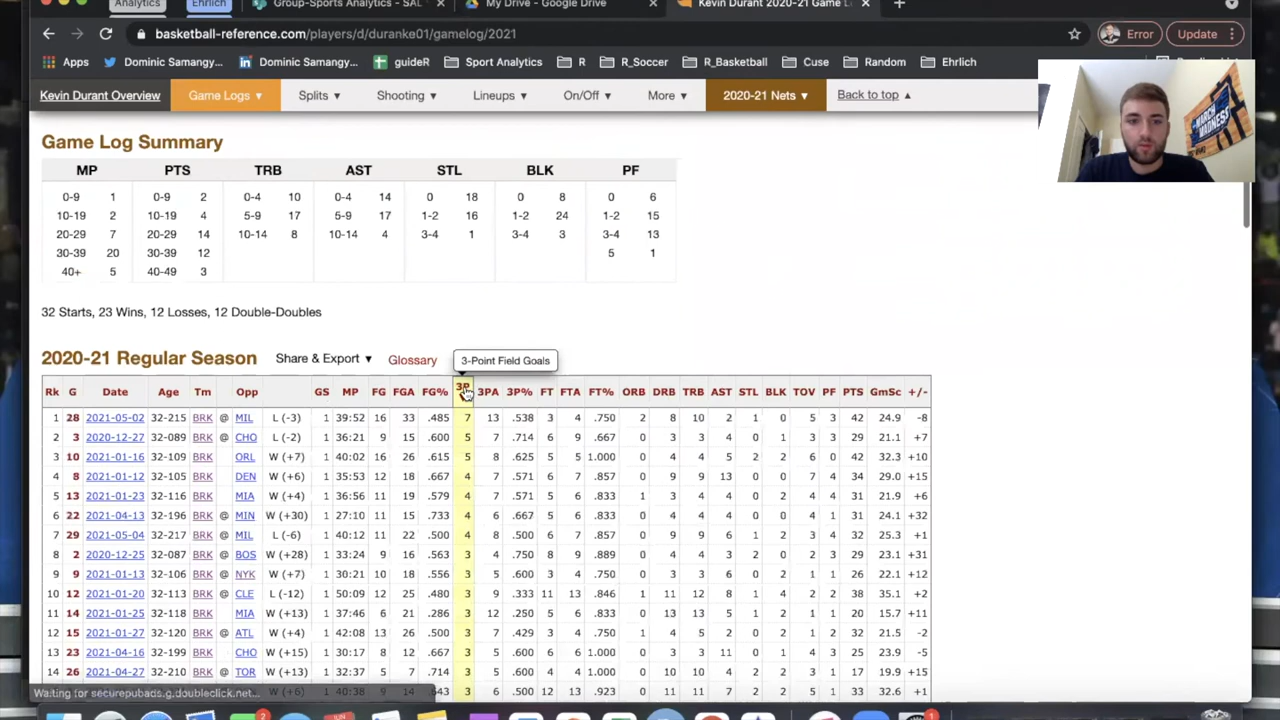 Analytics Ehrlich Group-Sports Analytics - SAL My Drive - Google Drive Kevin Durant 2020-21 Game L
basketball-reference.com/players/d/duranke01/gamelog/2021 Error Update
Apps Dominic Samangy... Dominic Samangy... guideR Sport Analytics R R_Soccer R_Basketball Cuse Random Ehrlich
Kevin Durant Overview Game Logs ▼ Splits ▼ Shooting ▼ Lineups ▼ On/Off ▼ More ▼ 2020-21 Nets ▼ Back to top ▲
MARCH
MADNESS
Game Log Summary
MP PTS TRB AST STL BLK PF
0-9 1 0-9 2 0-4 10 0-4 14 0 18 0 8 0 6
10-19 2 10-19 4 5-9 17 5-9 17 1-2 16 1-2 24 1-2 15
20-29 7 20-29 14 10-14 8 10-14 4 3-4 1 3-4 3 3-4 13
30-39 20 30-39 12 5 1
40+ 5 40-49 3
32 Starts, 23 Wins, 12 Losses, 12 Double-Doubles
2020-21 Regular Season Share & Export ▼ Glossary 3-Point Field Goals
Rk G Date Age Tm Opp GS MP FG FGA FG% 3P 3PA 3P% FT FTA FT% ORB DRB TRB AST STL BLK TOV PF PTS GmSc +/-
1 28 2021-05-02 32-215 BRK @ MIL L (-3) 1 39:52 16 33 .485 7 13 .538 3 4 .750 2 8 10 2 1 0 5 3 42 24.9 -8
2 3 2020-12-27 32-089 BRK @ CHO L (-2) 1 36:21 9 15 .600 5 7 .714 6 9 .667 0 3 3 4 0 1 3 3 29 21.1 +7
3 10 2021-01-16 32-109 BRK ORL W (+7) 1 40:02 16 26 .615 5 8 .625 5 5 1.000 0 4 4 5 2 2 6 0 42 32.3 +10
4 8 2021-01-12 32-105 BRK DEN W (+6) 1 35:53 12 18 .667 4 7 .571 6 7 .857 0 9 9 13 0 0 7 4 34 29.0 +15
5 13 2021-01-23 32-116 BRK MIA W (+4) 1 36:56 11 19 .579 4 7 .571 5 6 .833 1 3 4 1 0 2 4 4 31 21.9 +6
6 22 2021-04-13 32-196 BRK @ MIN W (+30) 1 27:10 11 15 .733 4 6 .667 5 6 .833 0 4 4 3 0 0 4 1 31 24.1 +32
7 29 2021-05-04 32-217 BRK @ MIL L (-6) 1 40:12 11 22 .500 4 8 .500 6 7 .857 0 7 7 6 1 2 3 4 32 25.3 +1
8 2 2020-12-25 32-087 BRK @ BOS W (+28) 1 33:24 9 16 .563 3 4 .750 8 9 .889 0 4 4 3 2 0 2 3 29 23.1 +31
9 9 2021-01-13 32-106 BRK @ NYK W (+7) 1 30:21 10 18 .556 3 5 .600 3 4 .750 0 3 3 6 0 2 1 1 26 22.1 +12
10 12 2021-01-20 32-113 BRK @ CLE L (-12) 1 50:09 12 25 .480 3 9 .333 11 13 .846 1 11 12 8 1 4 2 2 38 35.1 +2
11 14 2021-01-25 32-118 BRK MIA W (+13) 1 37:46 6 21 .286 3 12 .250 5 6 .833 0 13 13 5 1 2 1 1 20 15.7 +11
12 15 2021-01-27 32-120 BRK @ ATL W (+4) 1 42:08 13 26 .500 3 7 .429 3 4 .750 1 4 5 2 0 2 3 3 32 21.5 -2
13 23 2021-04-16 32-199 BRK CHO W (+15) 1 30:17 8 12 .667 3 5 .600 6 6 1.000 0 3 3 11 0 0 4 2 25 23.9 -5
14 26 2021-04-27 32-210 BRK @ TOR W (+13) 1 32:37 5 7 .714 3 5 .600 4 4 1.000 0 10 10 4 2 2 3 1 17 19.9 +15
W (+6) 1 40:38 9 14 .643 3 6 .500 12 13 .923 0 11 11 7 2 1 33 32.6 +1
Waiting for securepubads.g.doubleclick.net...